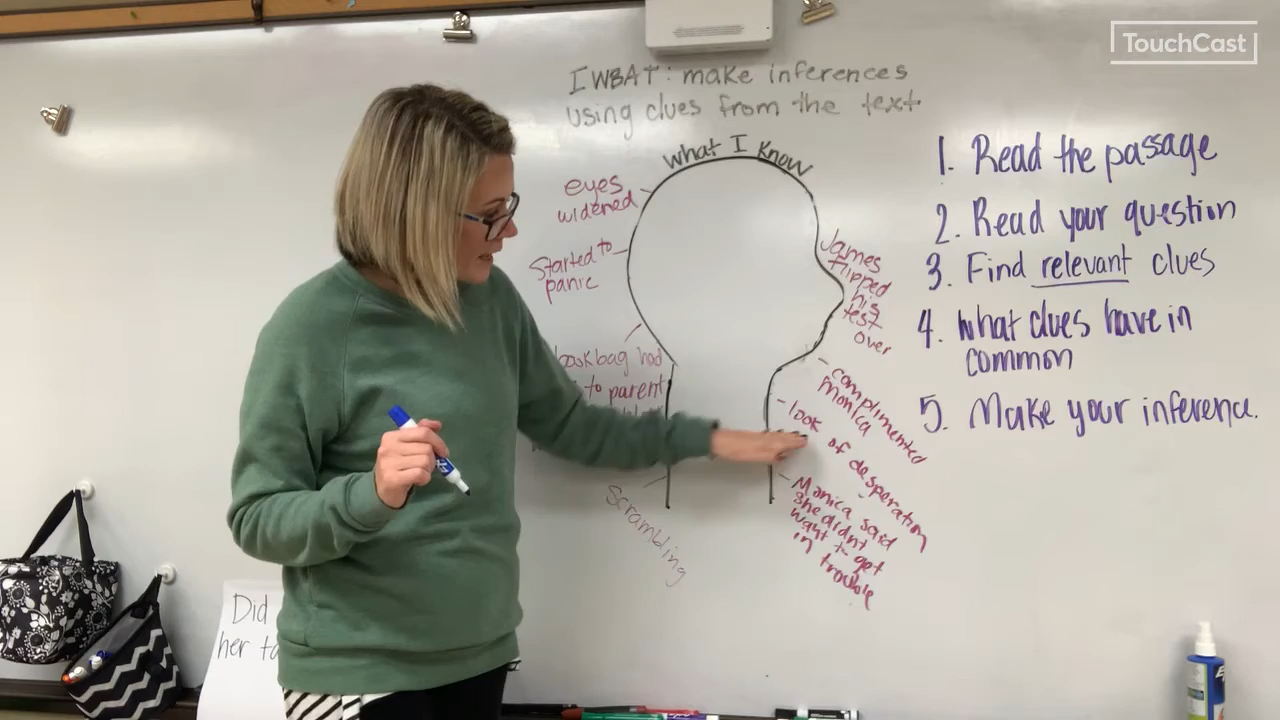 TouchCast
IWBAT: make inferences
using clues from the text
what I know
eyes
widened
Started to
panic
bookbag had
to parent
Scrambling
James
flipped
his
test
over
complimented
monica
look of desperation
Monica said
she didn't
want to get
in trouble
1. Read the passage
2. Read your question
3. Find relevant clues
4. What clues have in
common
5. Make your inference.
Did
her